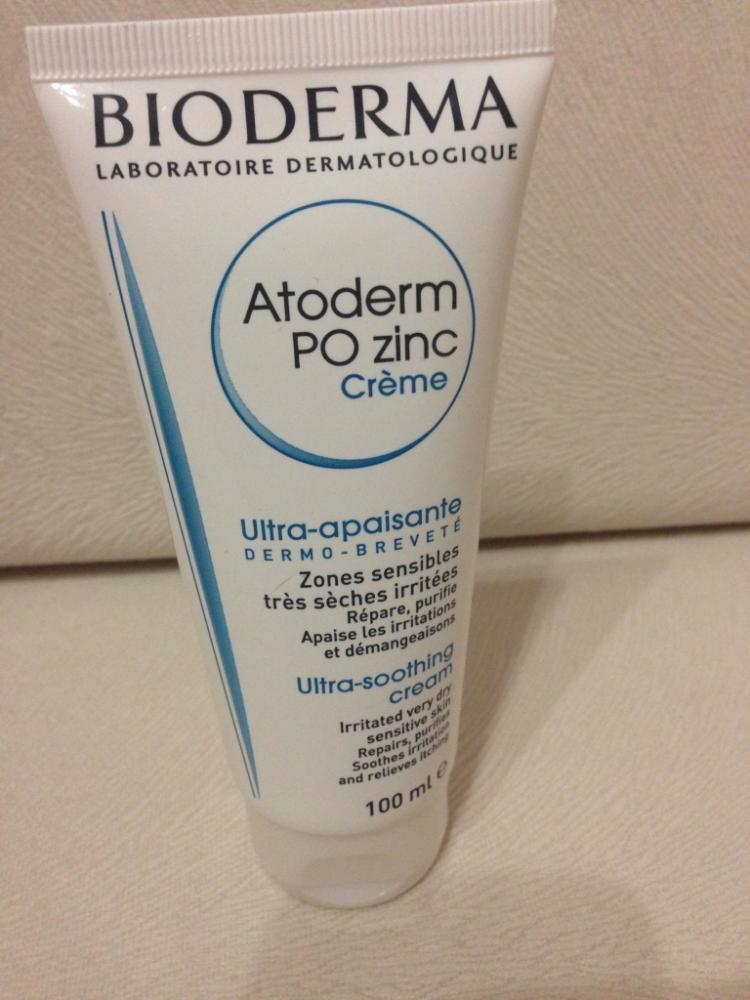 BIODERMA
LABORATOIRE DERMATOLOGIQUE
Atoderm
PO zinc
Crème
Ultra-apaisante
DERMO-BREVETÉ
Zones sensibles
très sèches irritées
Répare, purifie
Apaise les irritations
et démangeaisons
Ultra-soothing
cream
Irritated very dry
sensitive skin
Repairs, purifies
Soothes irritation
and relieves itching
100 ml ℮